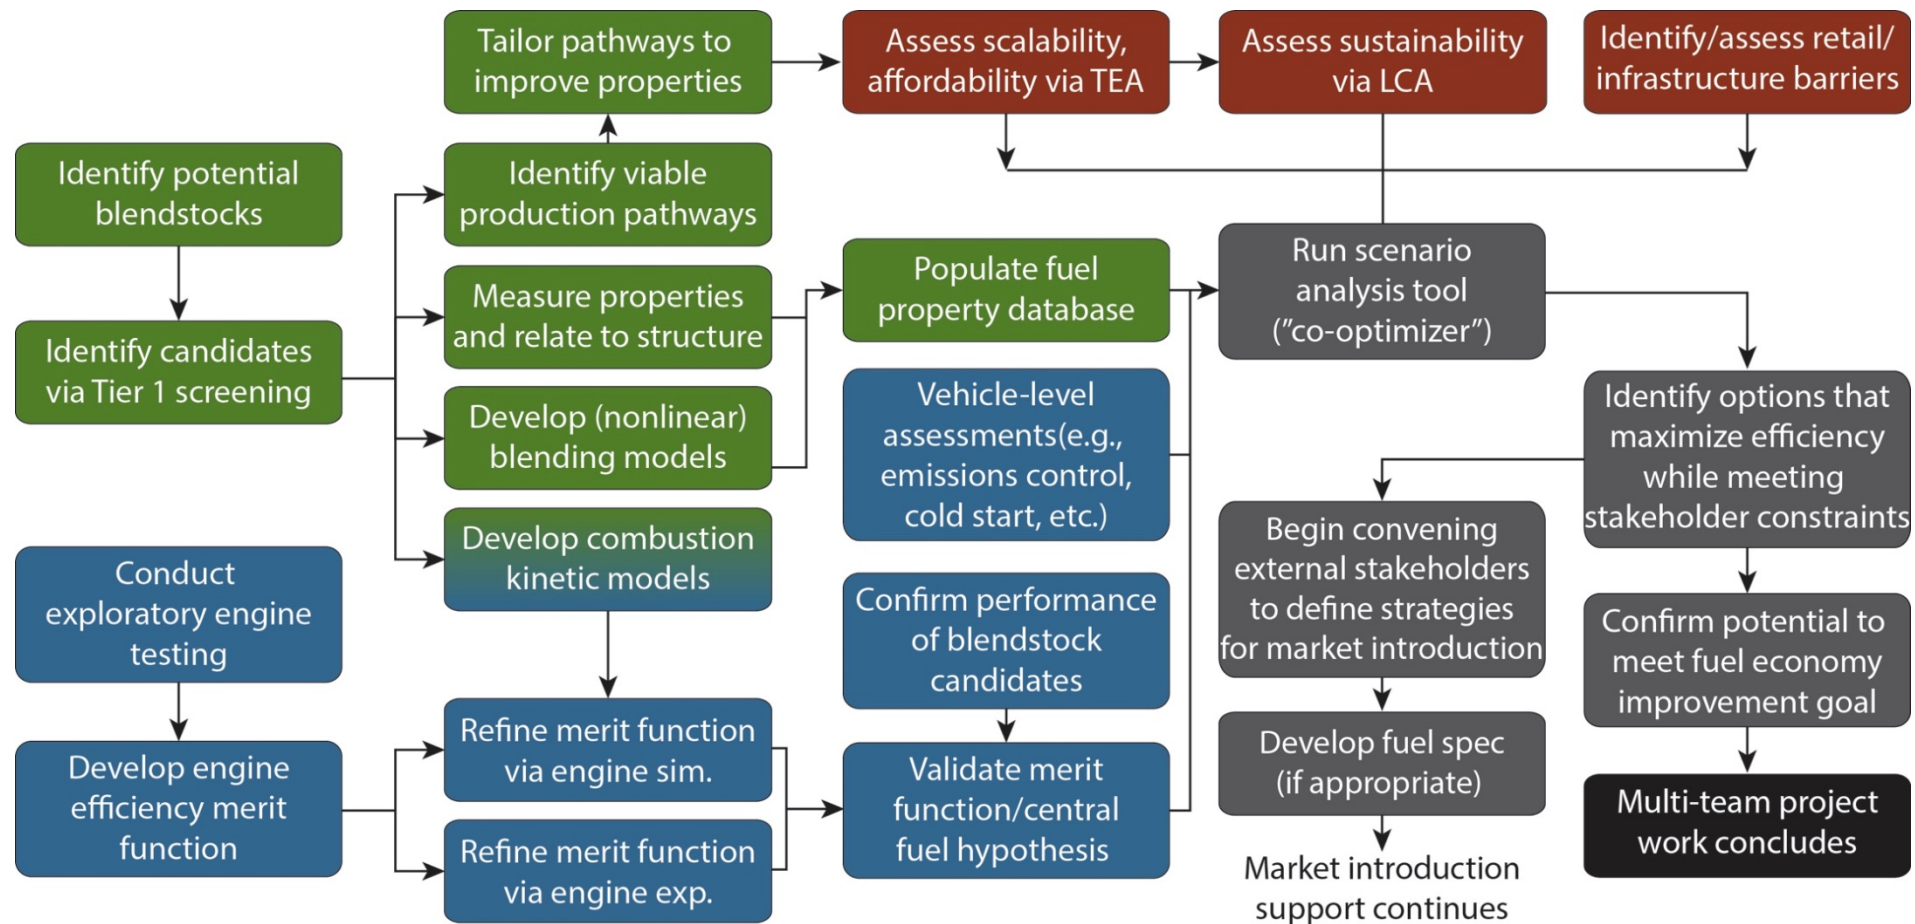 Tailor pathways to
improve properties
Assess scalability,
affordability via TEA
Assess sustainability
via LCA
Identify/assess retail/
infrastructure barriers
Identify potential
blendstocks
Identify viable
production pathways
Identify candidates
via Tier 1 screening
Measure properties
and relate to structure
Populate fuel
property database
Run scenario
analysis tool
(”co-optimizer”)
Develop (nonlinear)
blending models
Vehicle-level
assessments(e.g.,
emissions control,
cold start, etc.)
Identify options that
maximize efficiency
while meeting
stakeholder constraints
Develop combustion
kinetic models
Begin convening
external stakeholders
to define strategies
for market introduction
Conduct
exploratory engine
testing
Confirm performance
of blendstock
candidates
Confirm potential to
meet fuel economy
improvement goal
Develop engine
efficiency merit
function
Refine merit function
via engine sim.
Refine merit function
via engine exp.
Validate merit
function/central
fuel hypothesis
Develop fuel spec
(if appropriate)
Market introduction
support continues
Multi-team project
work concludes